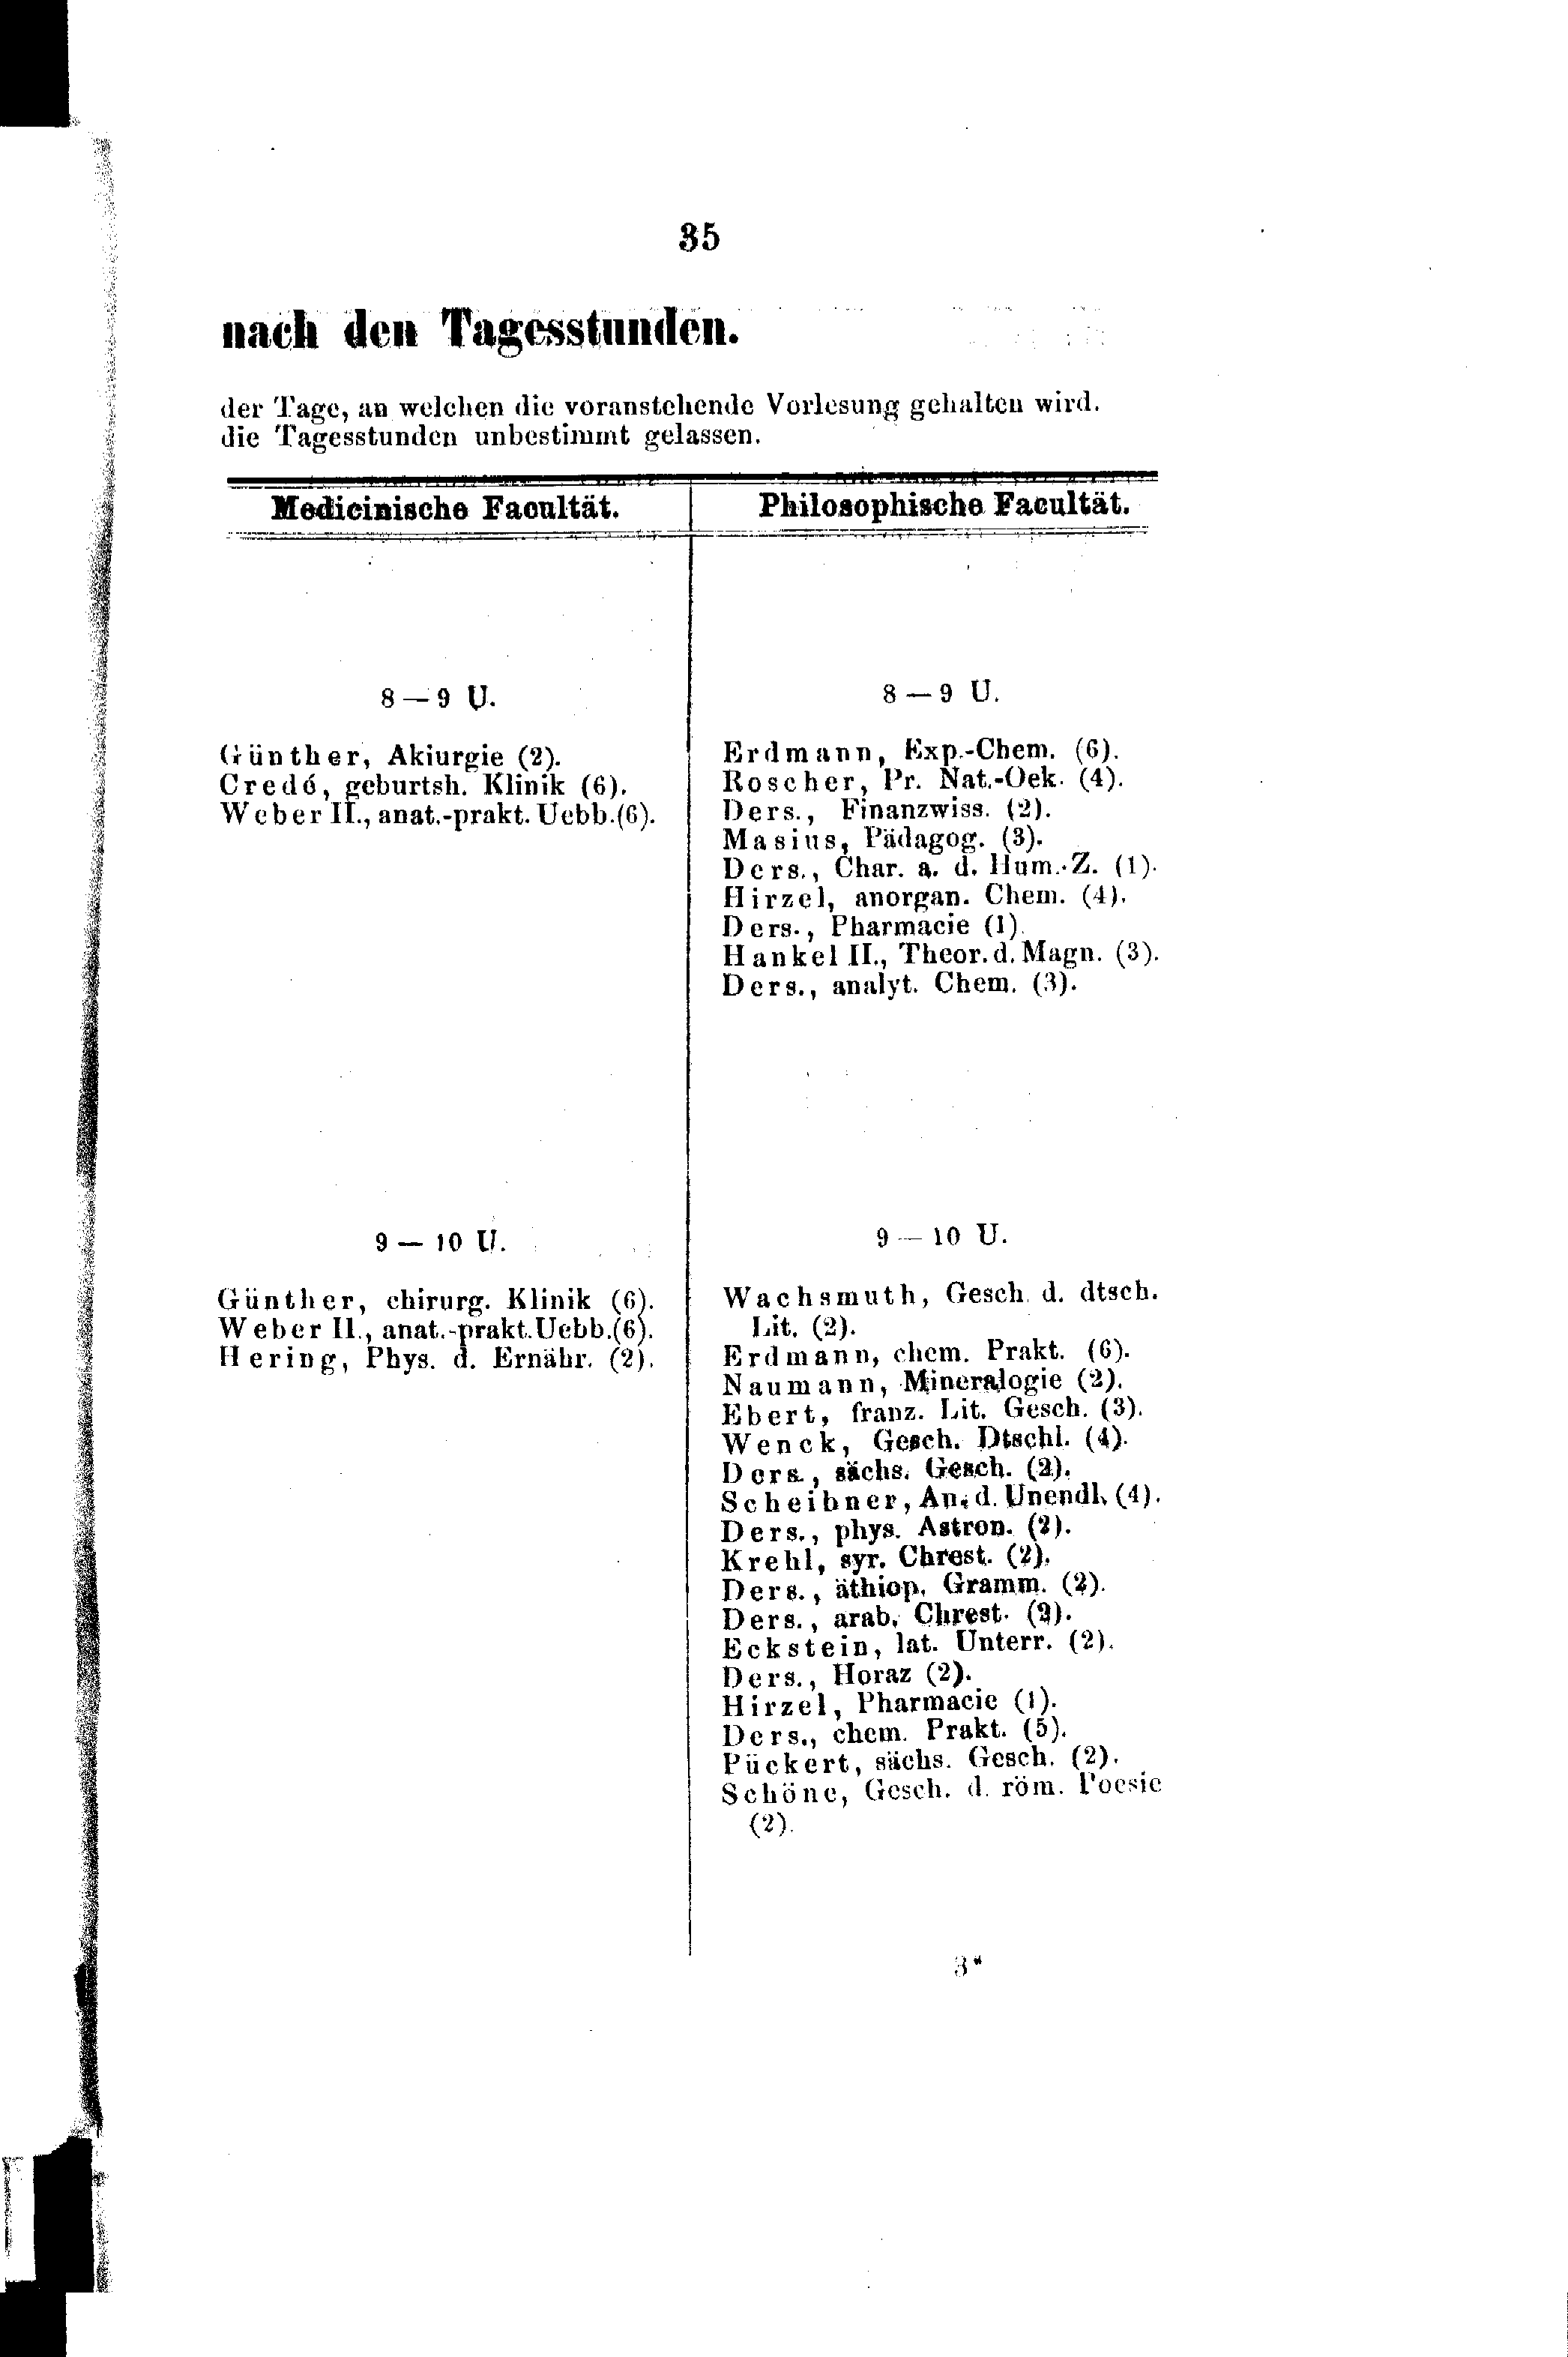 35
nach den Tagesstunden.
der Tage, an welchen die voranstehende Vorlesung gehalten wird.
die Tagesstunden unbestimmt gelassen.
Medicinische Facultät.
8 — 9 U.
Günther, Akiurgie (2).
Credé, geburtsh. Klinik (6).
Weber II., anat.-prakt. Uebb.(6).
9 — 10 U.
Günther, chirurg. Klinik (6).
Weber II., anat.-prakt. Uebb.(6).
Hering, Phys. d. Ernähr. (2).
Philosophische Facultät.
8 — 9 U.
Erdmann, Exp.-Chem. (6).
Roscher, Pr. Nat.-Oek. (4).
Ders., Finanzwiss. (2).
Masius, Pädagog. (3).
Ders., Char. a. d. Hum.-Z. (1).
Hirzel, anorgan. Chem. (4).
Ders., Pharmacie (1).
Hankel II., Theor. d. Magn. (3).
Ders., analyt. Chem. (3).
9 — 10 U.
Wachsmuth, Gesch. d. dtsch.
Lit. (2).
Erdmann, chem. Prakt. (6).
Naumann, Mineralogie (2).
Ebert, franz. Lit. Gesch. (3).
Wenck, Gesch. Dtschl. (4).
Ders., sächs. Gesch. (2).
Scheibner, An. d. Unendl. (4).
Ders., phys. Astron. (2).
Krehl, syr. Chrest. (2).
Ders., äthiop. Gramm. (2).
Ders., arab. Chrest. (2).
Eckstein, lat. Unterr. (2).
Ders., Horaz (2).
Hirzel, Pharmacie (1).
Ders., chem. Prakt. (5).
Pückert, sächs. Gesch. (2).
Schöne, Gesch. d. röm. Poesie
(2).
3*